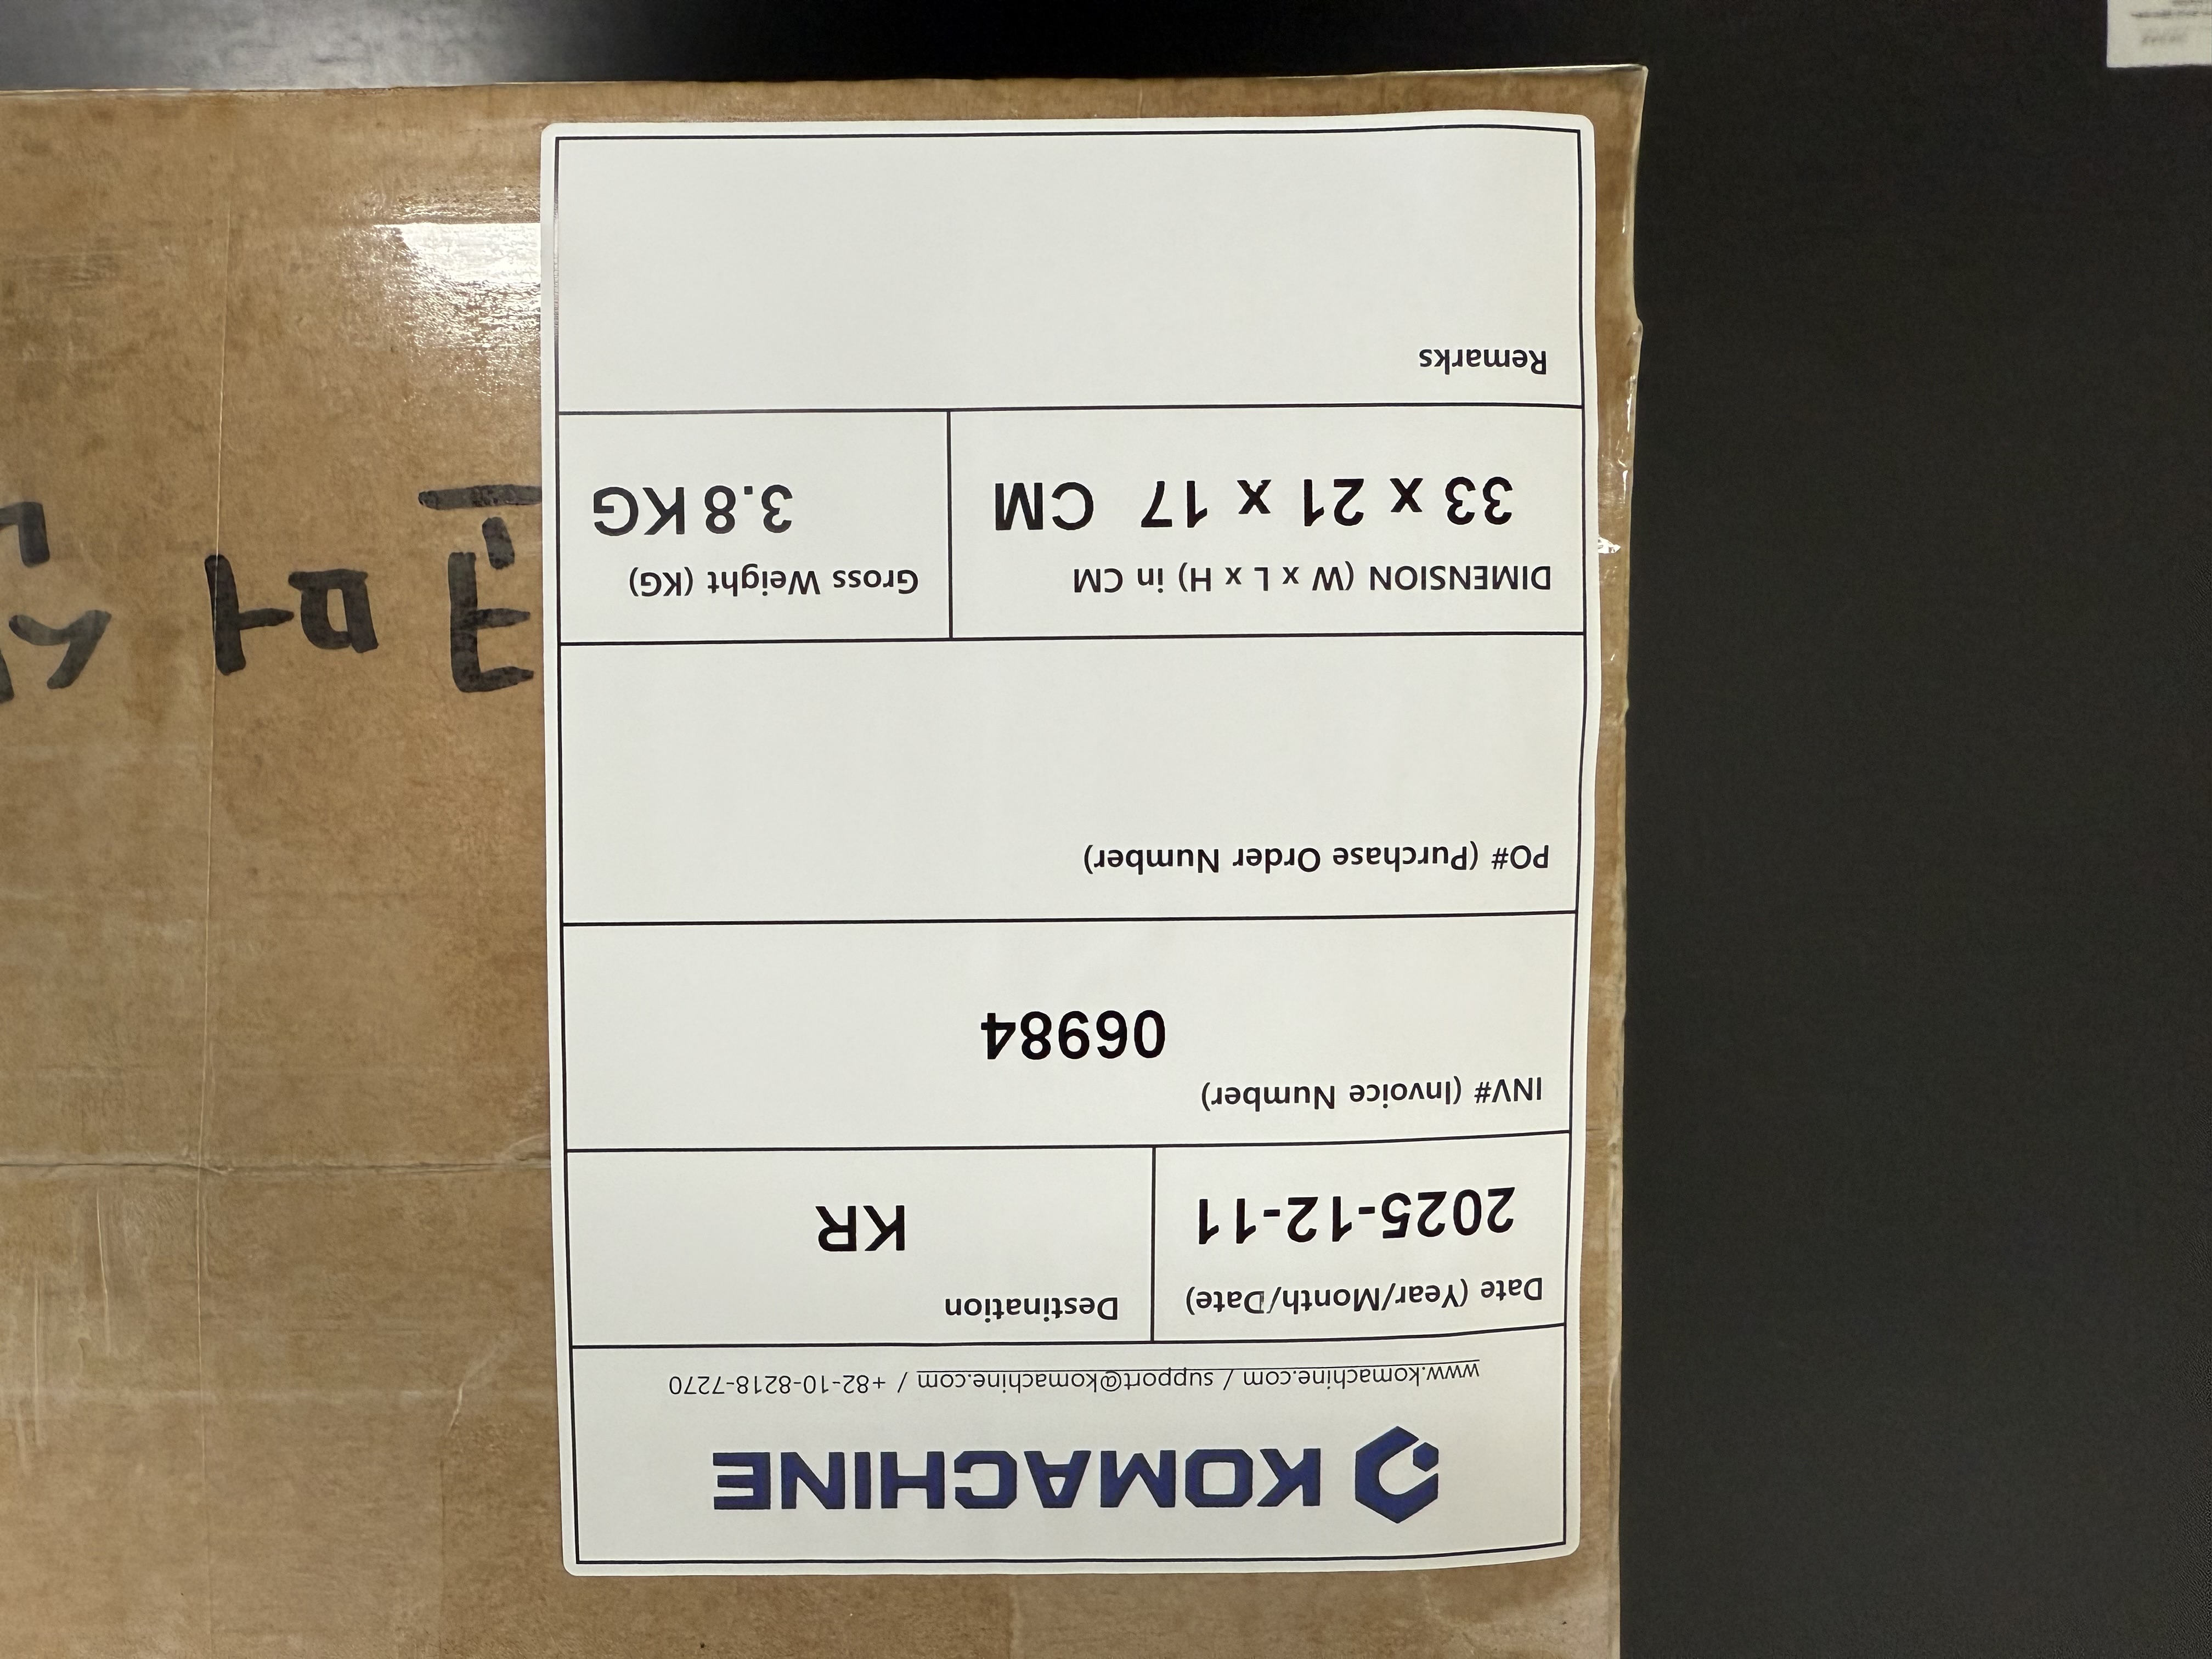 KOMACHINE
www.komachine.com / support@komachine.com / +82-10-8218-7270
Date (Year/Month/Date)
2025-12-11
Destination
KR
INV# (Invoice Number)
06984
PO# (Purchase Order Number)
DIMENSION (W x L x H) in CM
33 x 21 x 17 CM
Gross Weight (KG)
3.8 KG
Remarks